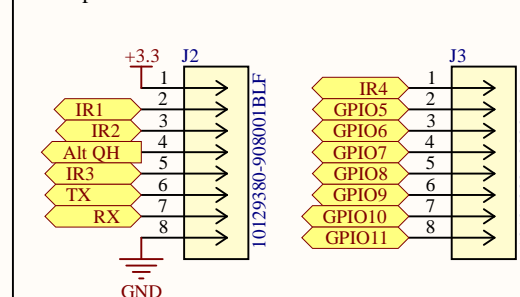 +3.3
J2
1
IR1 2
IR2 3
Alt QH 4
IR3 5
TX 6
RX 7
8
GND
10129380-908001BLF
J3
IR4 1
GPIO5 2
GPIO6 3
GPIO7 4
GPIO8 5
GPIO9 6
GPIO10 7
GPIO11 8